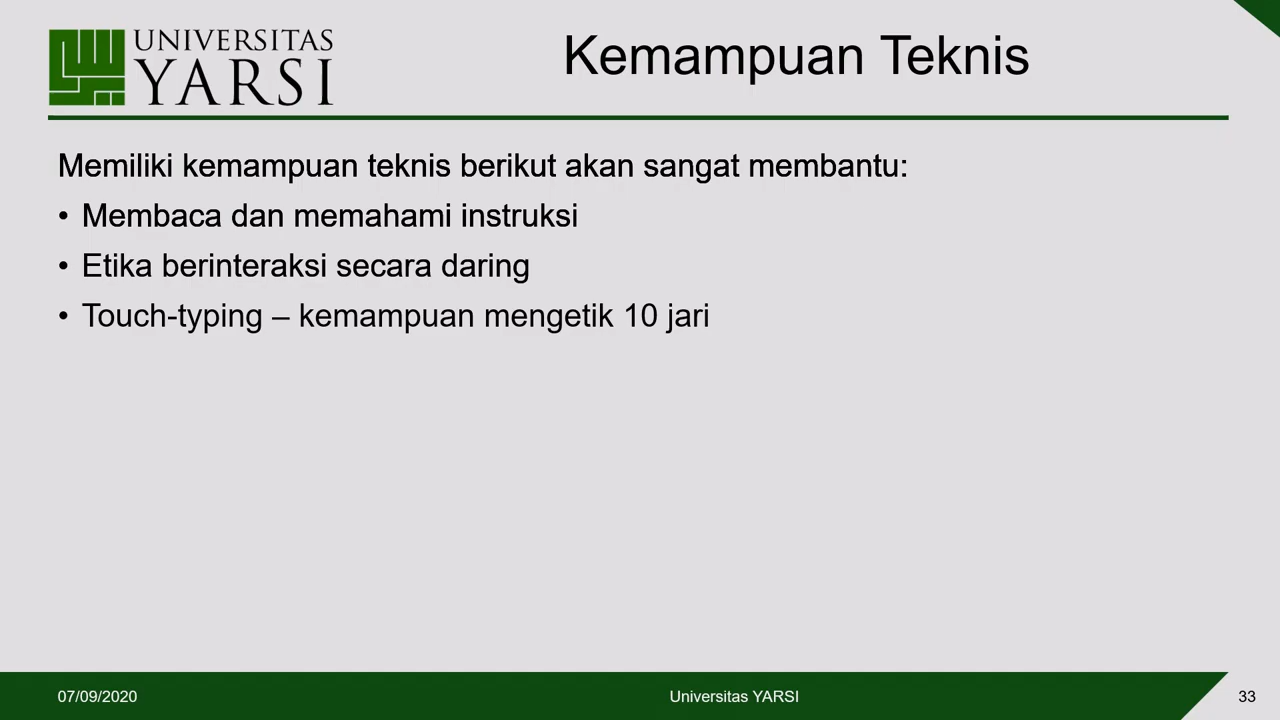 UNIVERSITAS
YARSI
Kemampuan Teknis
Memiliki kemampuan teknis berikut akan sangat membantu:
• Membaca dan memahami instruksi
• Etika berinteraksi secara daring
• Touch-typing – kemampuan mengetik 10 jari
07/09/2020
Universitas YARSI
33